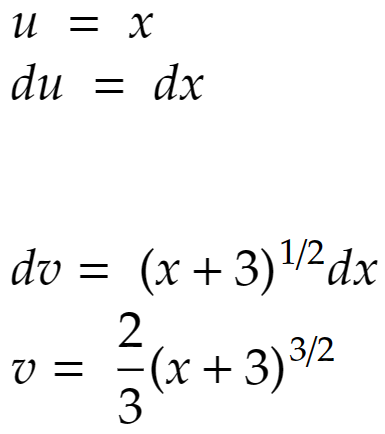 u = x
du = dx
dv = (x + 3)^{1/2}dx
v = \frac{2}{3}(x + 3)^{3/2}